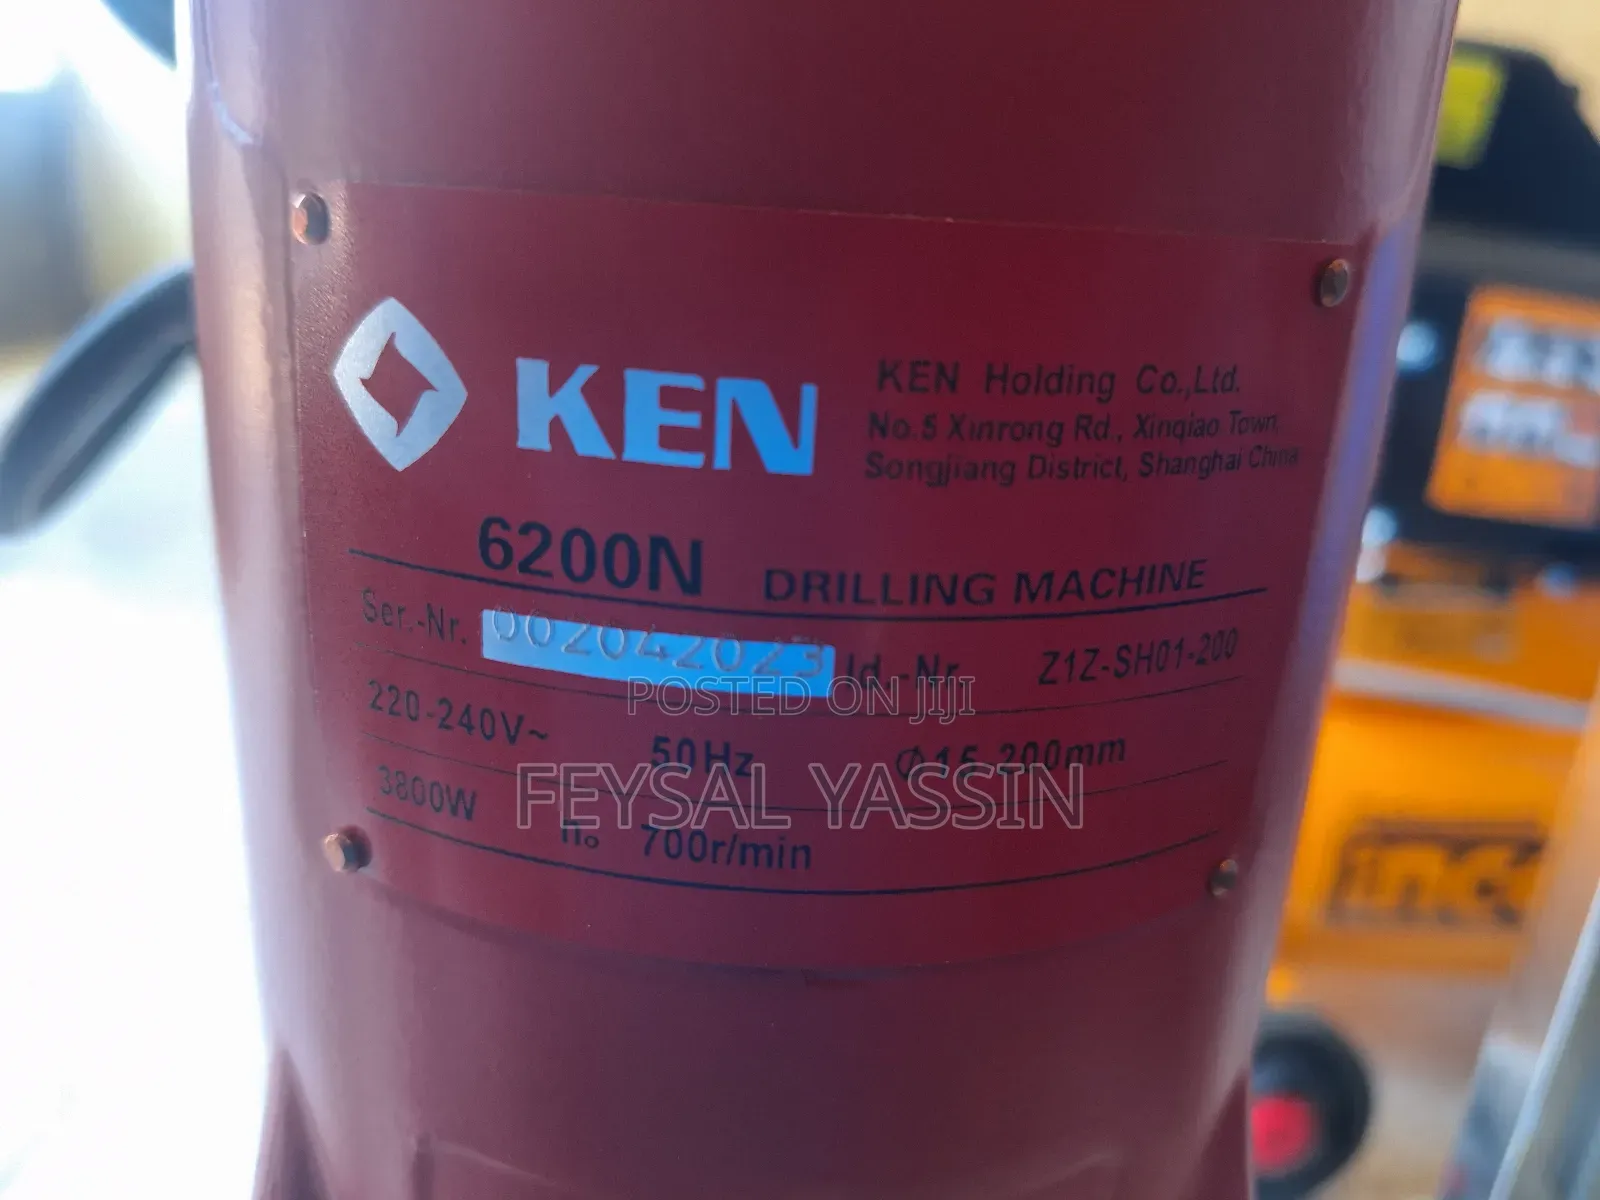 KEN
KEN Holding Co.,Ltd.
No.5 Xinrong Rd., Xinqiao Town,
Songjiang District, Shanghai China
6200N DRILLING MACHINE
Ser.-Nr. 002042023 Id.-Nr. Z1Z-SH01-200
POSTED ON JIJI
220-240V~ 50Hz Φ15-200mm
FEYSAL YASSIN
3800W n₀ 700r/min